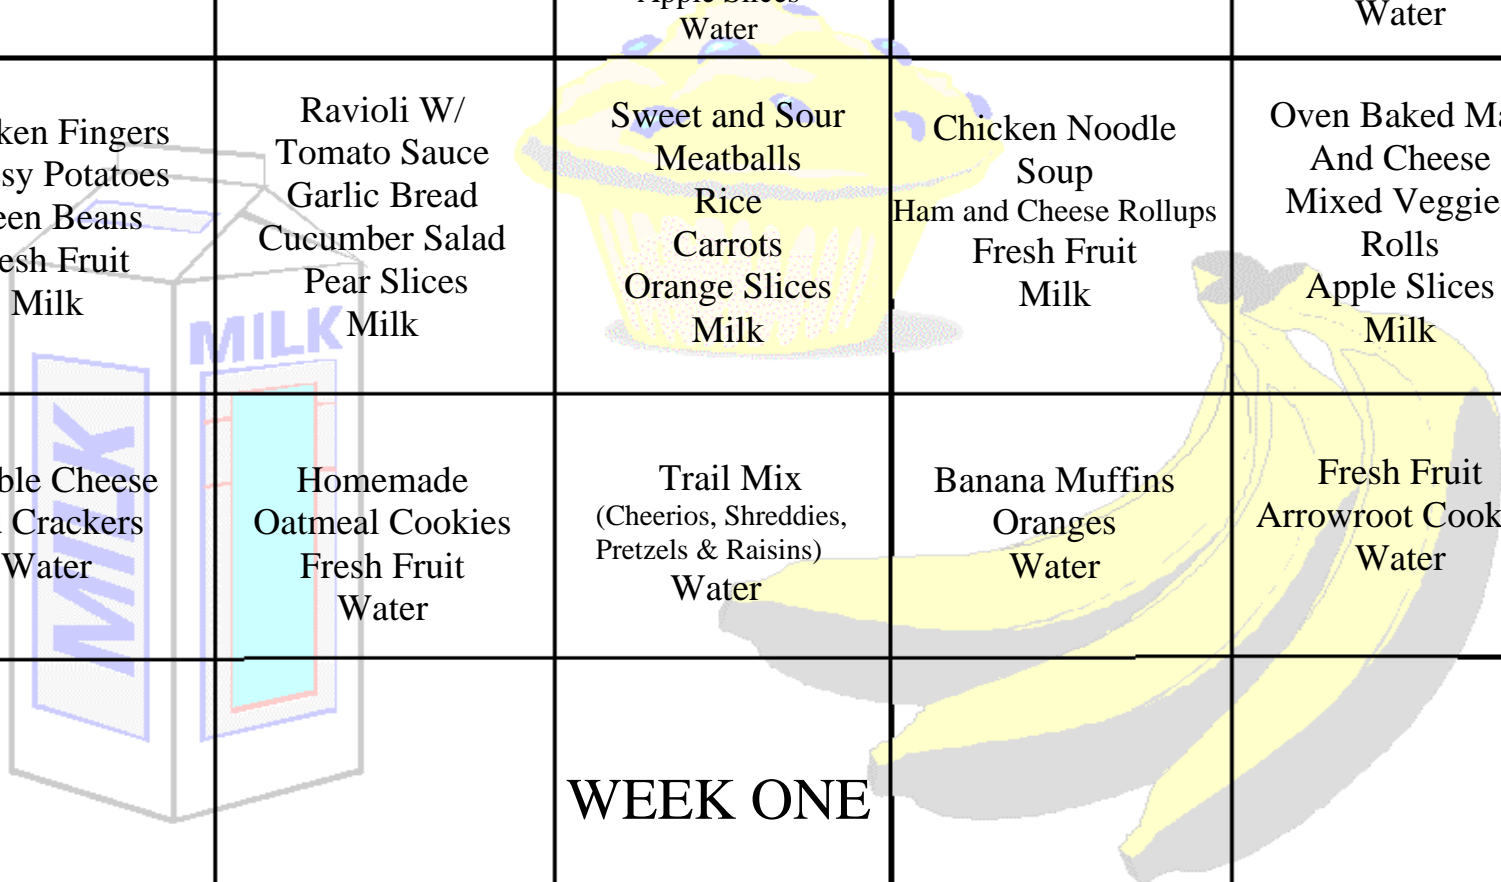 Apple Slices
Water
Water
ken Fingers
sy Potatoes
een Beans
esh Fruit
Milk
Ravioli W/
Tomato Sauce
Garlic Bread
Cucumber Salad
Pear Slices
Milk
Sweet and Sour
Meatballs
Rice
Carrots
Orange Slices
Milk
Chicken Noodle
Soup
Ham and Cheese Rollups
Fresh Fruit
Milk
Oven Baked Ma
And Cheese
Mixed Veggie
Rolls
Apple Slices
Milk
ble Cheese
Crackers
Water
Homemade
Oatmeal Cookies
Fresh Fruit
Water
Trail Mix
(Cheerios, Shreddies,
Pretzels & Raisins)
Water
Banana Muffins
Oranges
Water
Fresh Fruit
Arrowroot Cook
Water
MILK
MILK
WEEK ONE